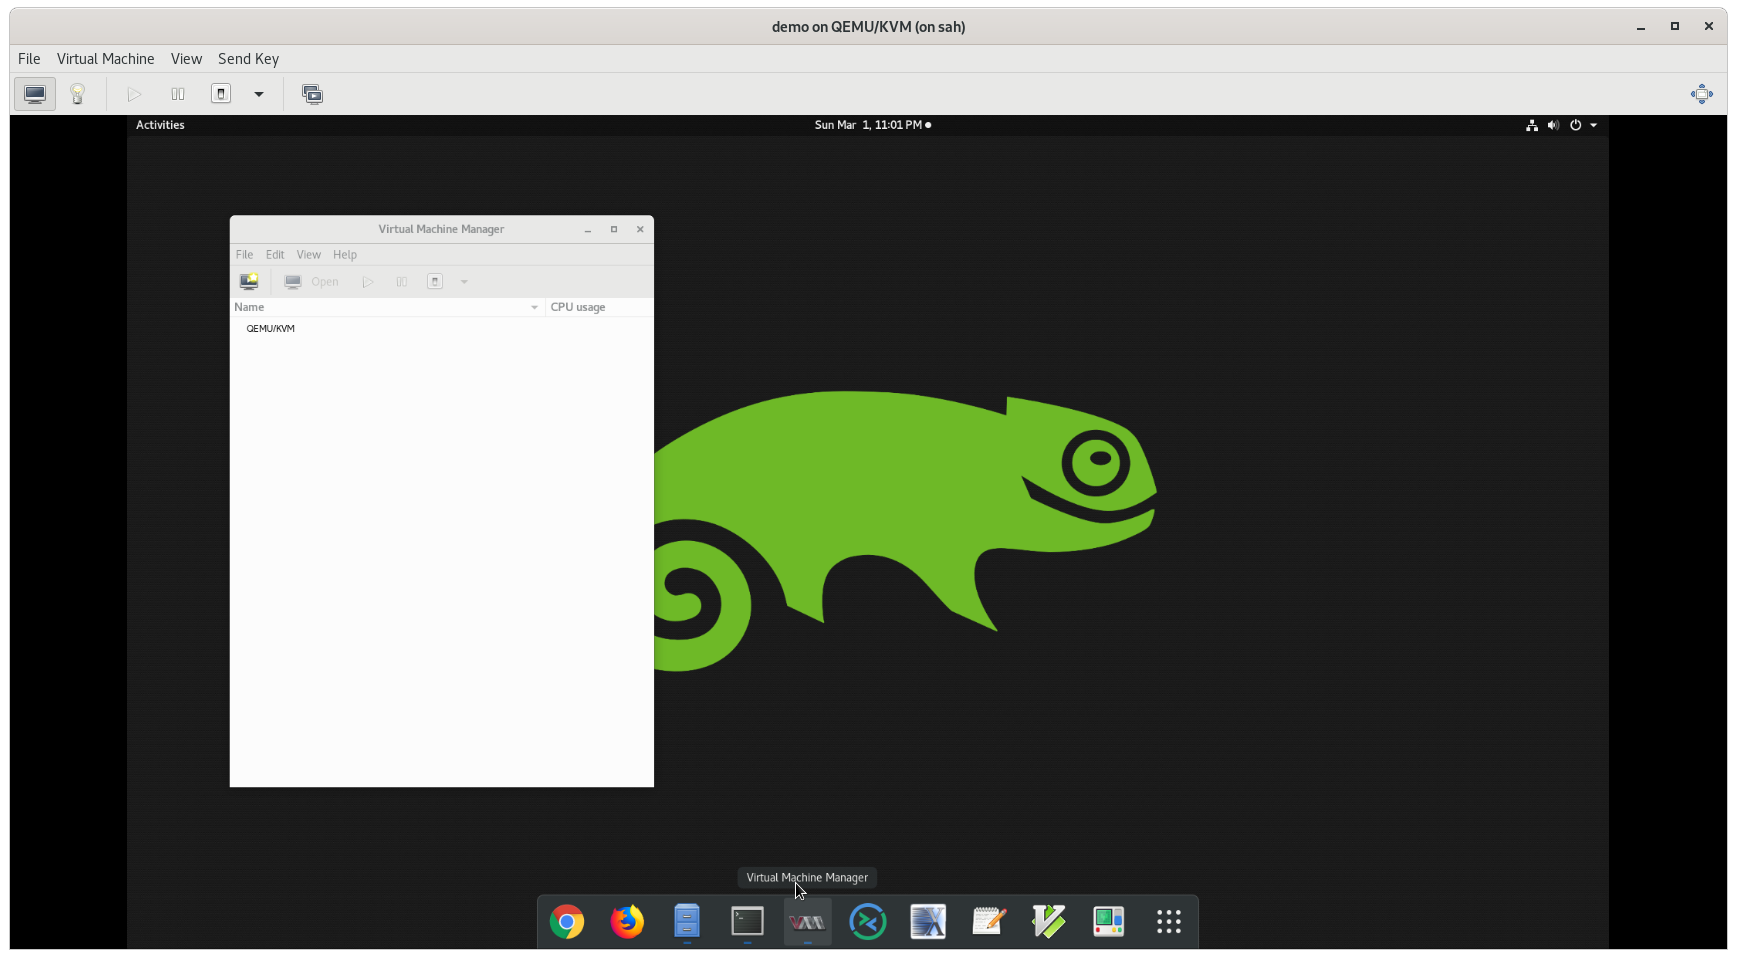 demo on QEMU/KVM (on sah)
File Virtual Machine View Send Key
Activities Sun Mar 1, 11:01 PM
Virtual Machine Manager
File Edit View Help
Open
Name CPU usage
QEMU/KVM
Virtual Machine Manager